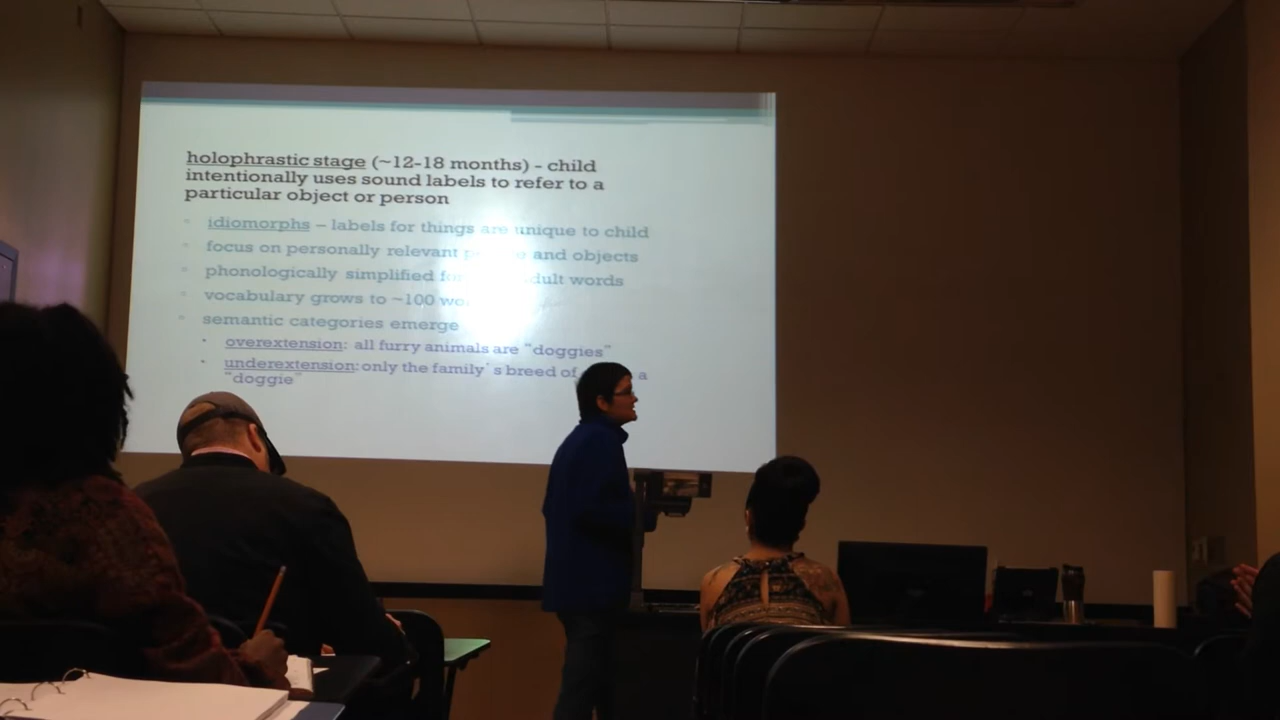 holophrastic stage (~12-18 months) - child
intentionally uses sound labels to refer to a
particular object or person
idiomorphs – labels for things are unique to child
focus on personally relevant and objects
phonologically simplified adult words
vocabulary grows to ~100
semantic categories emerge
overextension: all furry animals are "doggies"
underextension: only the family's breed of a
"doggie"